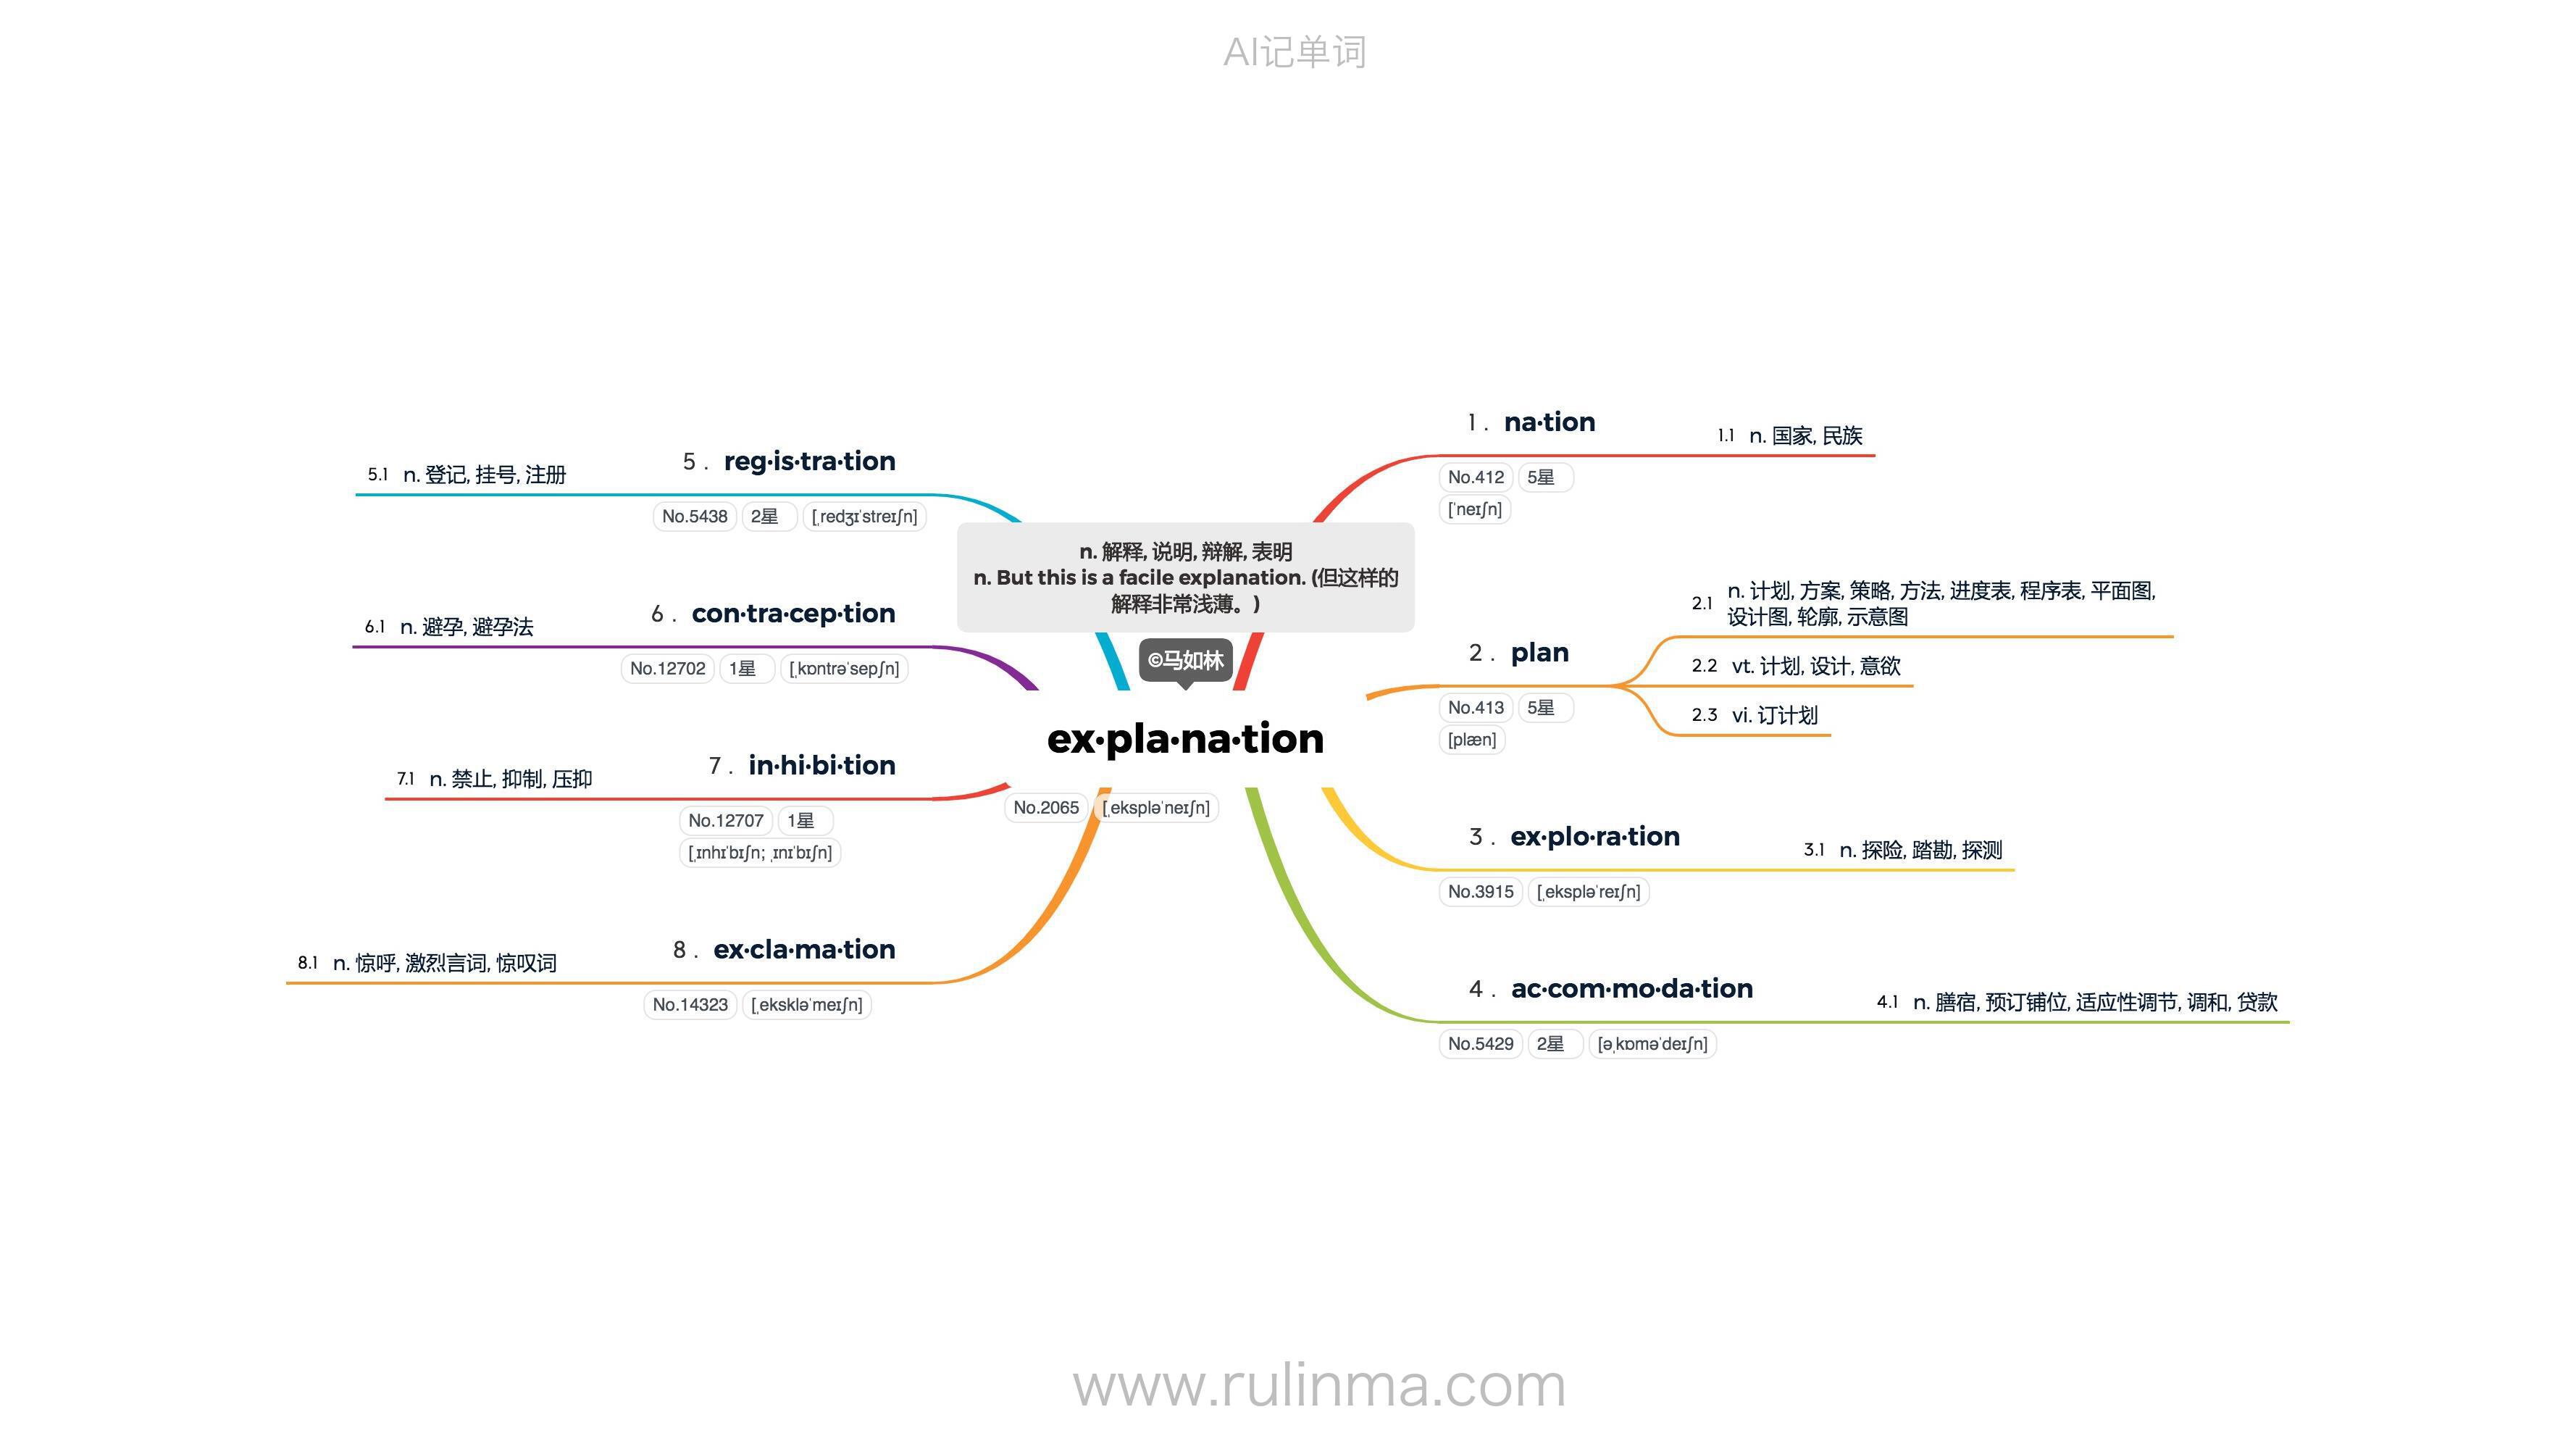 AI记单词
n. 解释, 说明, 辩解, 表明
n. But this is a facile explanation. (但这样的
解释非常浅薄。)
©马如林
ex·pla·na·tion
No.2065 [ˌekspləˈneɪʃn]
1 . na·tion
No.412 5星
[ˈneɪʃn]
1.1 n. 国家, 民族
2 . plan
No.413 5星
[plæn]
2.1 n. 计划, 方案, 策略, 方法, 进度表, 程序表, 平面图,
设计图, 轮廓, 示意图
2.2 vt. 计划, 设计, 意欲
2.3 vi. 订计划
3 . ex·plo·ra·tion
No.3915 [ˌekspləˈreɪʃn]
3.1 n. 探险, 踏勘, 探测
4 . ac·com·mo·da·tion
No.5429 2星 [əˌkɒməˈdeɪʃn]
4.1 n. 膳宿, 预订铺位, 适应性调节, 调和, 贷款
5 . reg·is·tra·tion
No.5438 2星 [ˌredʒɪˈstreɪʃn]
5.1 n. 登记, 挂号, 注册
6 . con·tra·cep·tion
No.12702 1星 [ˌkɒntrəˈsepʃn]
6.1 n. 避孕, 避孕法
7 . in·hi·bi·tion
No.12707 1星
[ˌɪnhɪˈbɪʃn; ˌɪnɪˈbɪʃn]
7.1 n. 禁止, 抑制, 压抑
8 . ex·cla·ma·tion
No.14323 [ˌekskləˈmeɪʃn]
8.1 n. 惊呼, 激烈言词, 惊叹词
www.rulinma.com